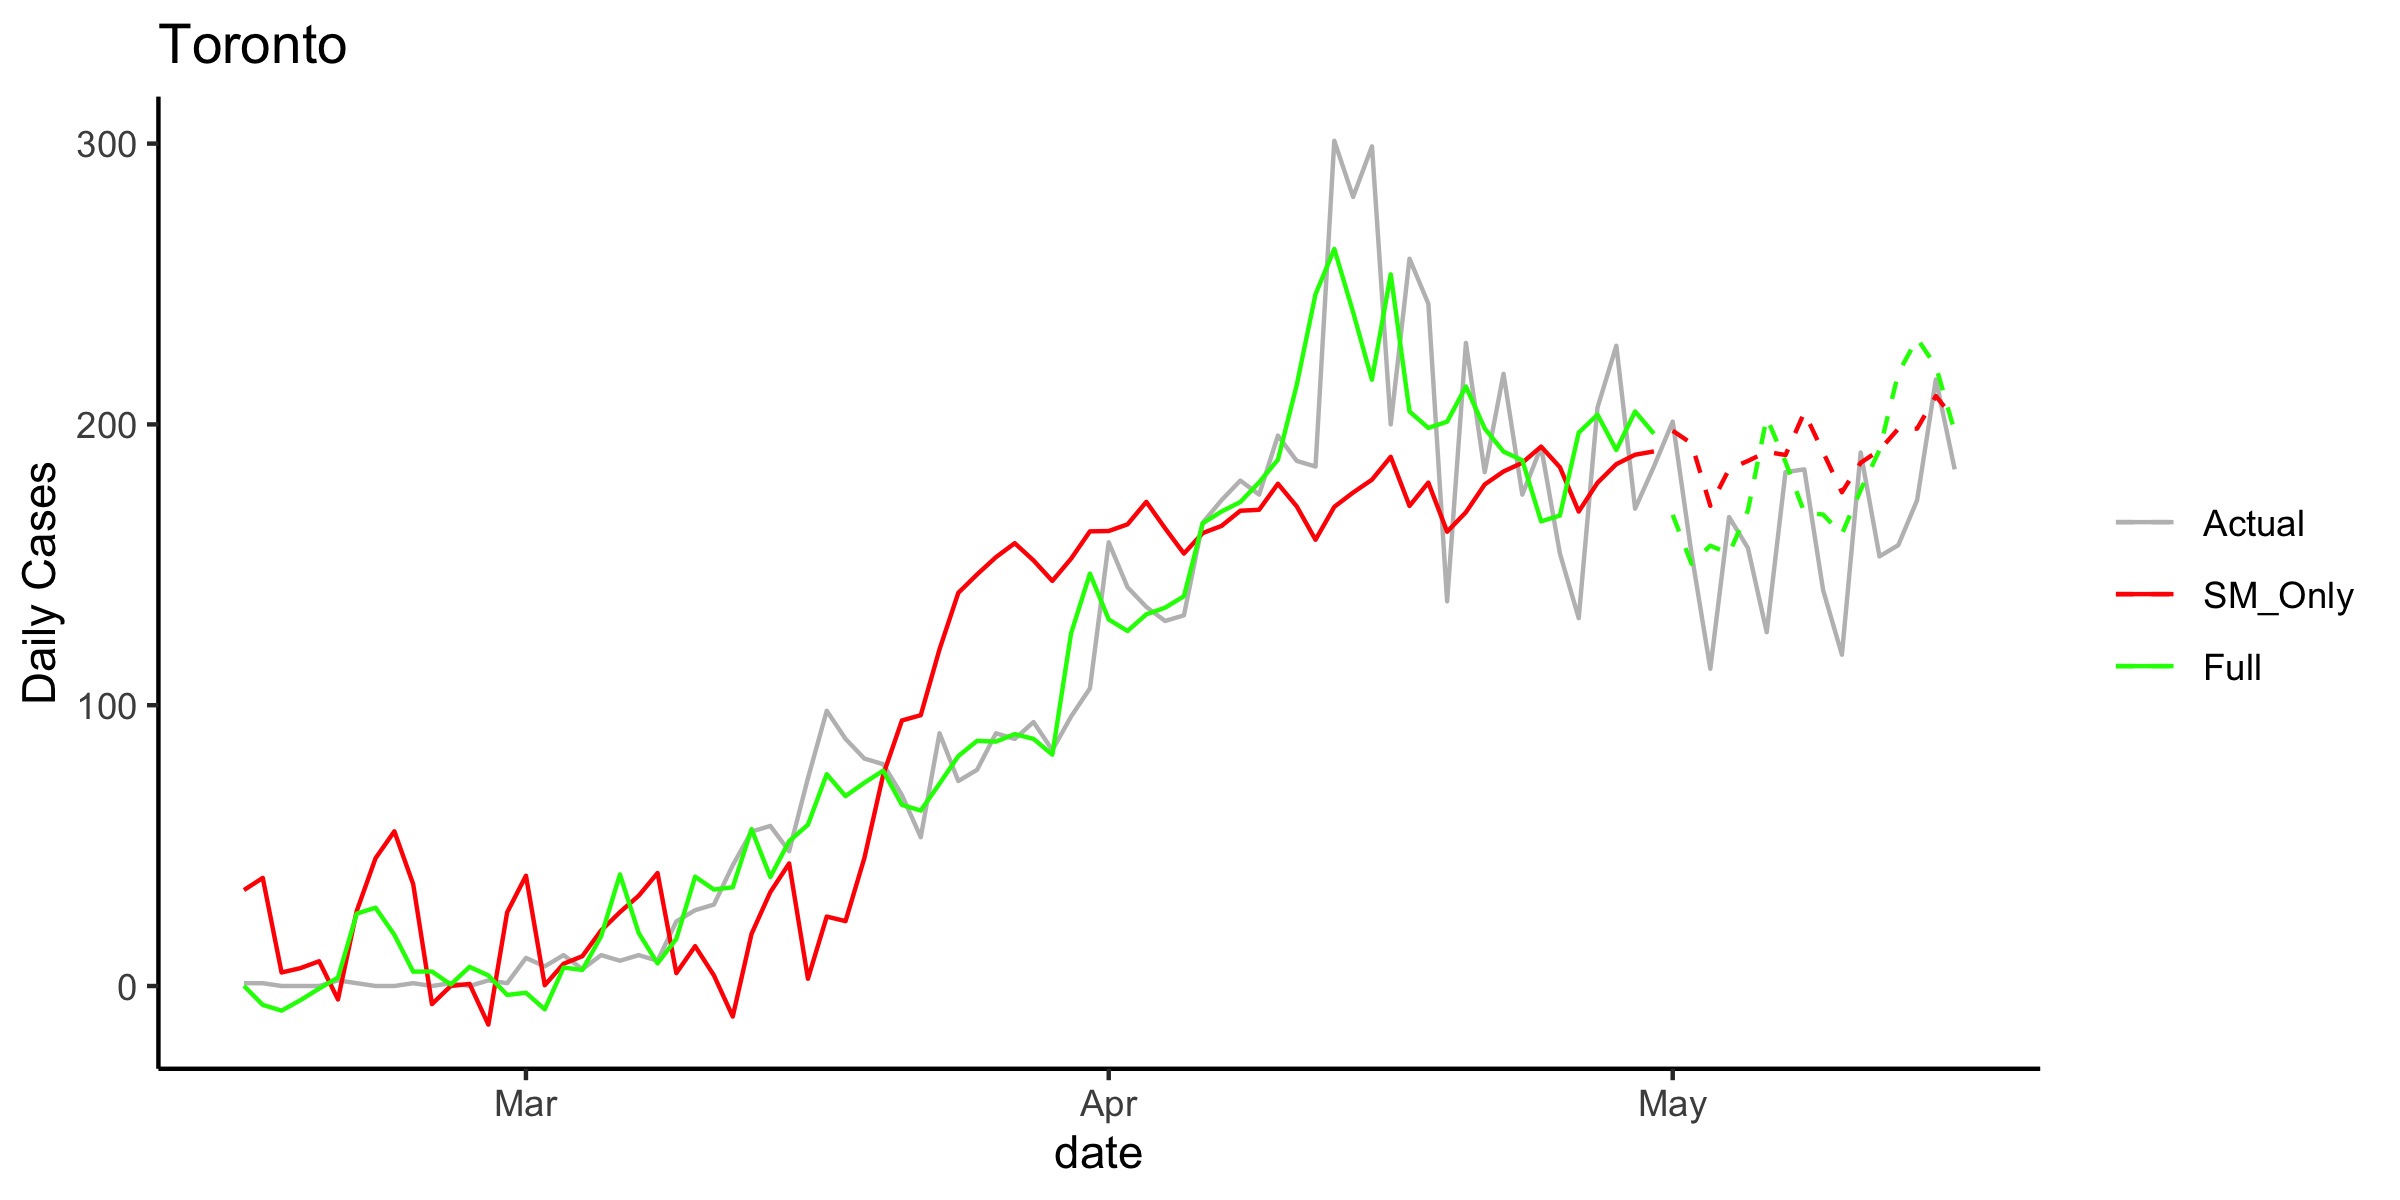 Toronto
300
200
100
0
Daily Cases
Mar
Apr
May
date
Actual
SM_Only
Full